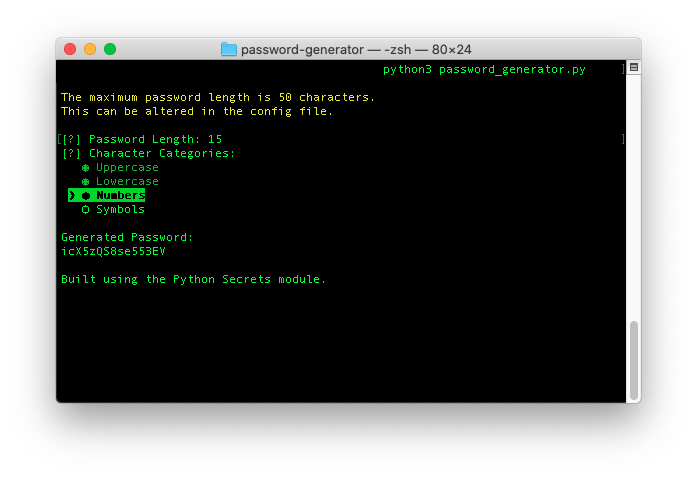 password-generator — -zsh — 80×24
python3 password_generator.py
The maximum password length is 50 characters.
This can be altered in the config file.
[?] Password Length: 15
[?] Character Categories:
Uppercase
Lowercase
❯ Numbers
Symbols
Generated Password:
icX5zQS8se553EV
Built using the Python Secrets module.